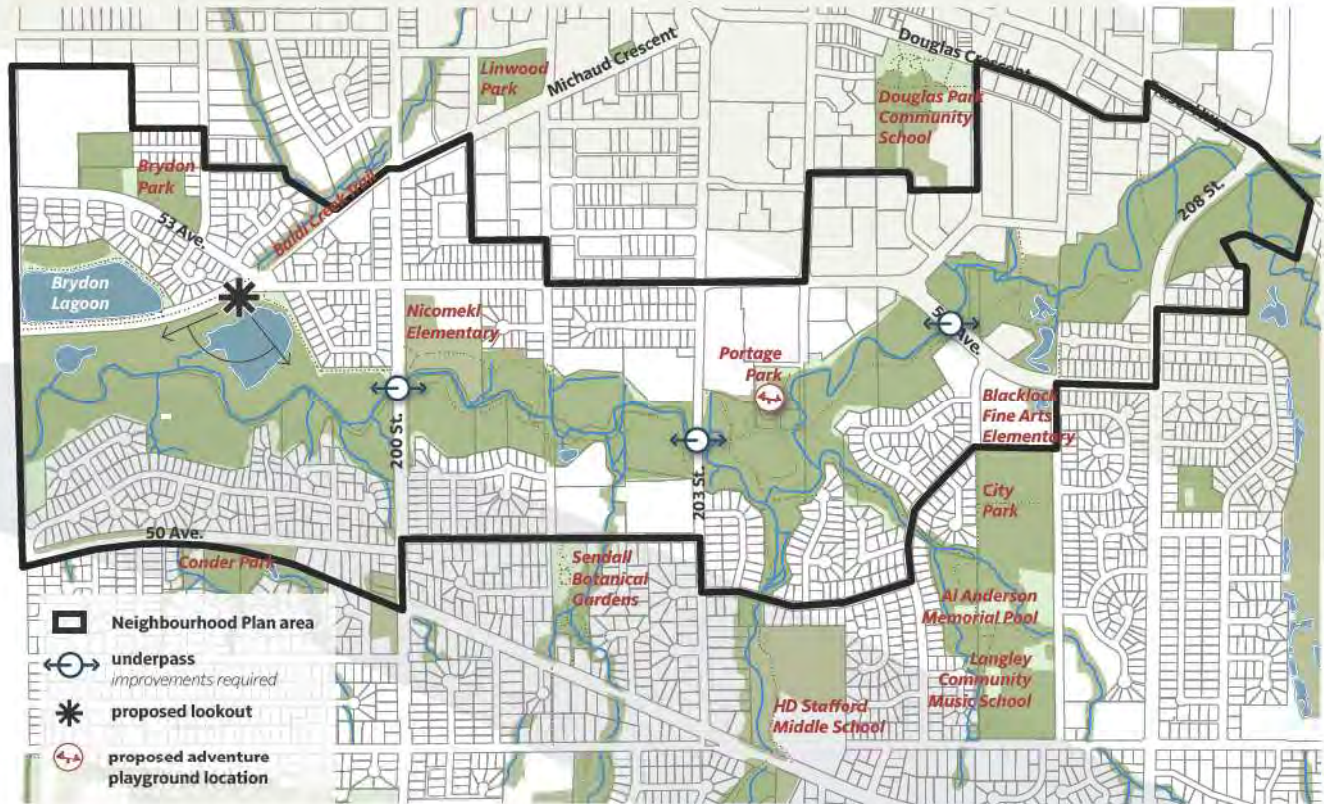 Douglas Crescent
Michaud Crescent
Linwood
Park
Douglas Park
Community
School
Brydon
Park
Baldi Creek Trail
53 Ave.
208 St.
Brydon
Lagoon
Nicomekl
Elementary
Portage
Park
Ave.
Blacklock
Fine Arts
Elementary
200 St.
203 St.
City
Park
50 Ave.
Conder Park
Sendall
Botanical
Gardens
Al Anderson
Memorial Pool
Langley
Community
Music School
HD Stafford
Middle School
Neighbourhood Plan area
underpass
improvements required
proposed lookout
proposed adventure
playground location